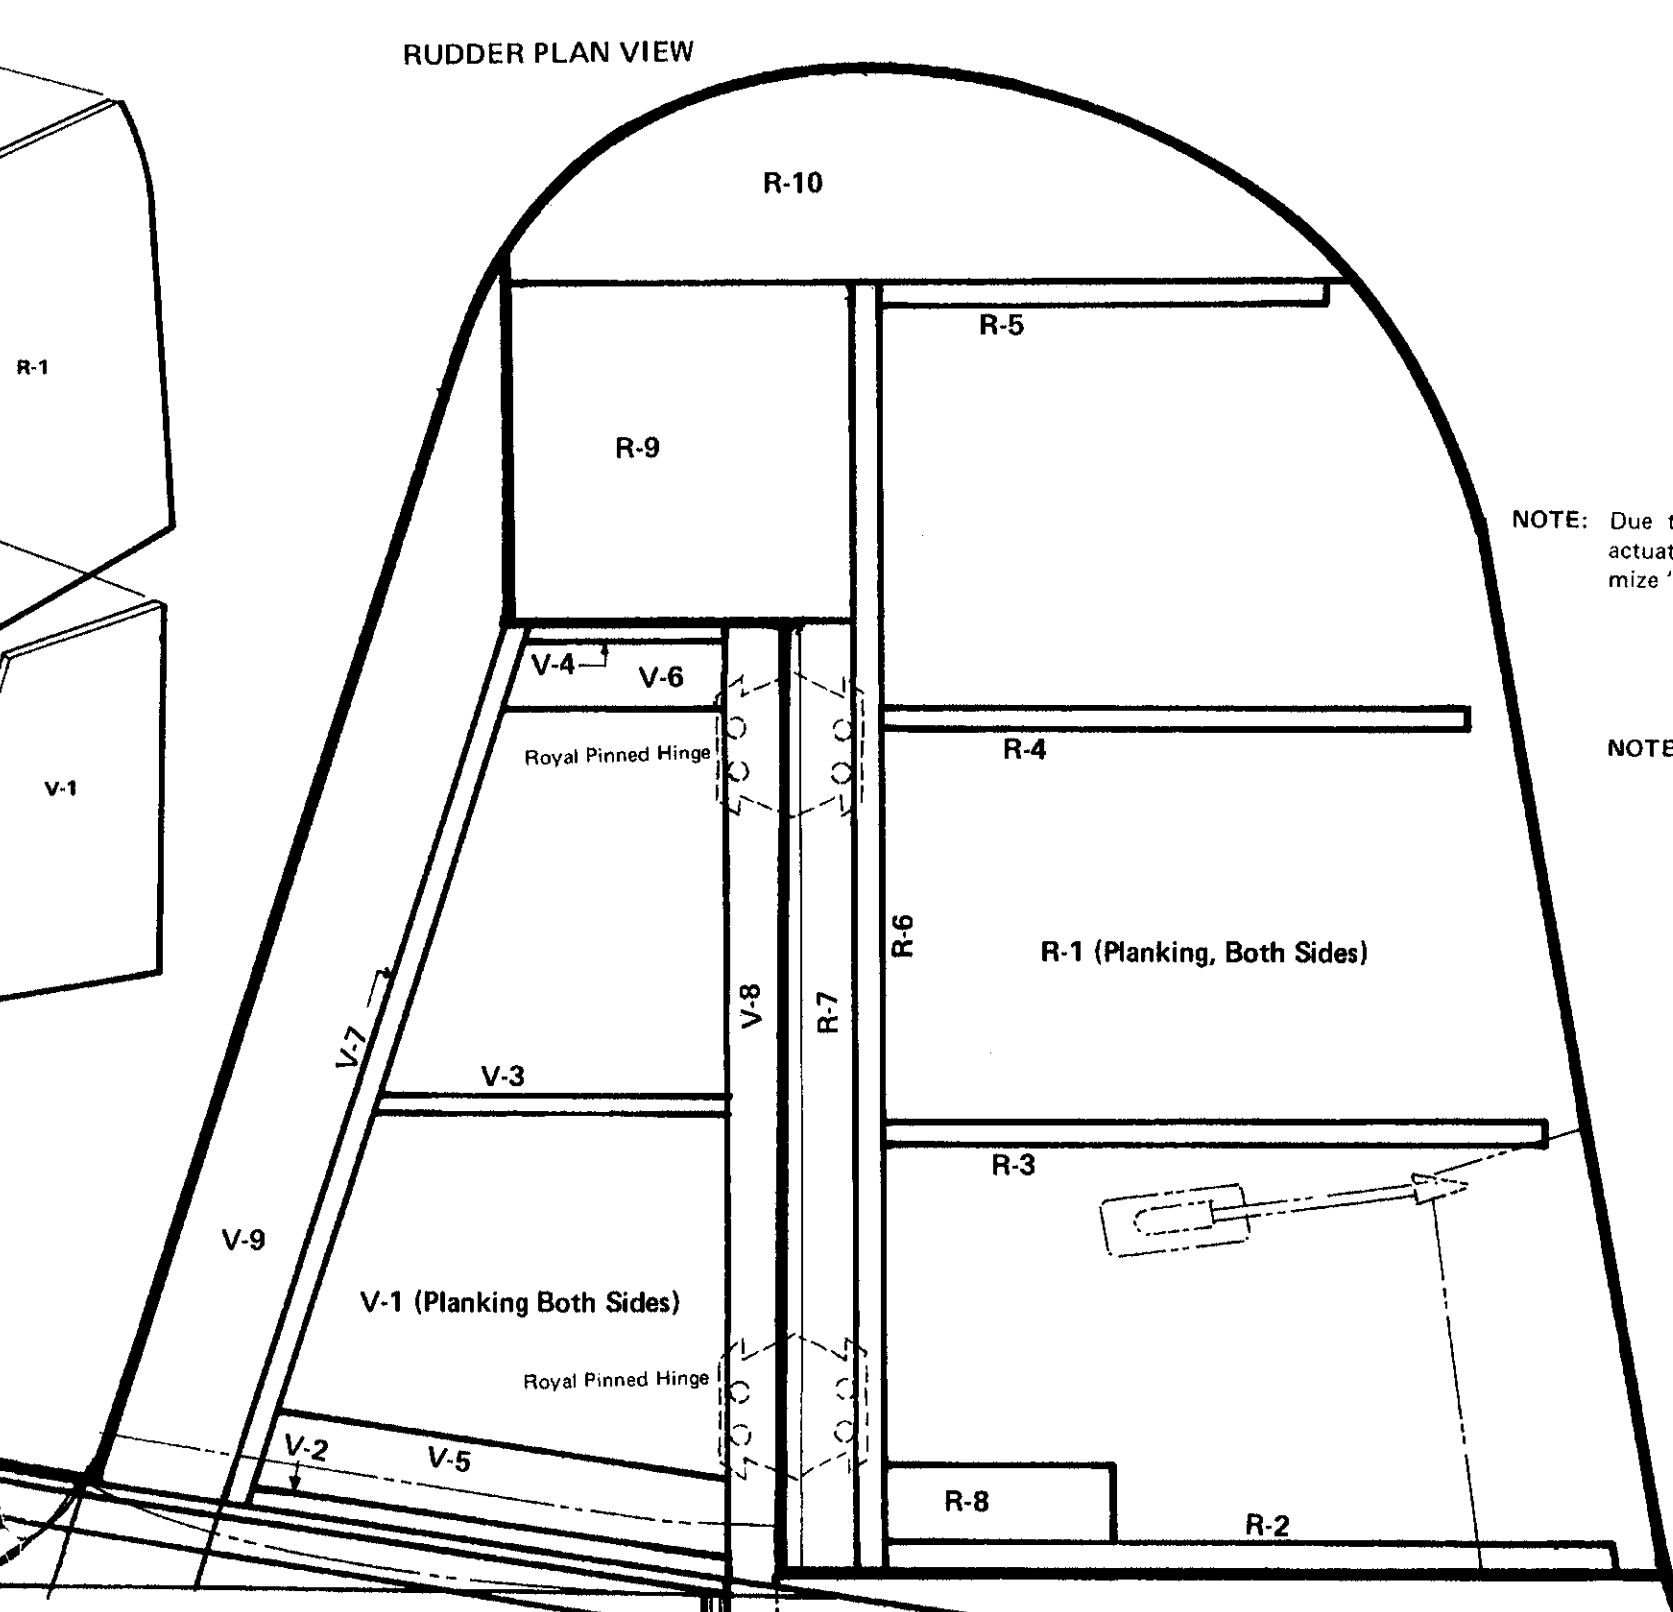 RUDDER PLAN VIEW
R-10
R-5
R-1
R-9
NOTE: Due
actuat
mize
V-4
V-6
Royal Pinned Hinge
R-4
NOTE
V-1
R-6
R-1 (Planking, Both Sides)
V-8
R-7
V-7
V-3
R-3
V-9
V-1 (Planking Both Sides)
Royal Pinned Hinge
V-2
V-5
R-8
R-2